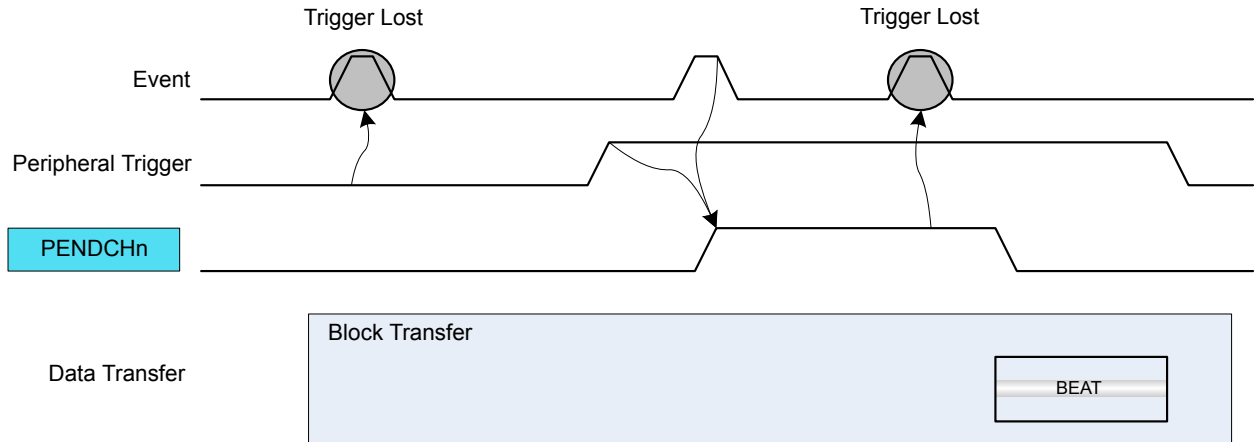 Trigger Lost
Trigger Lost
Event
Peripheral Trigger
PENDCHn
Block Transfer
Data Transfer
BEAT